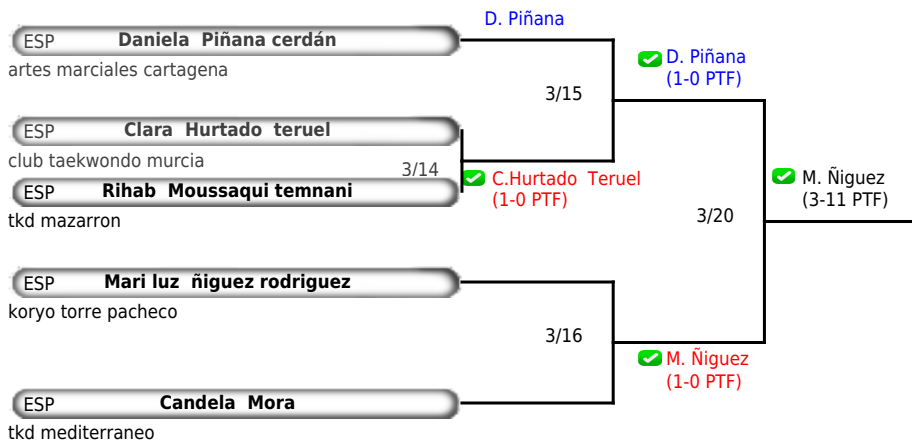 D. Piñana
ESP Daniela Piñana cerdán
artes marciales cartagena
D. Piñana
(1-0 PTF)
3/15
ESP Clara Hurtado teruel
club taekwondo murcia
3/14
C.Hurtado Teruel
(1-0 PTF)
ESP Rihab Moussaqui temnani
tkd mazarron
M. Ñiguez
(3-11 PTF)
3/20
ESP Mari luz ñiguez rodriguez
koryo torre pacheco
3/16
M. Ñiguez
(1-0 PTF)
ESP Candela Mora
tkd mediterraneo